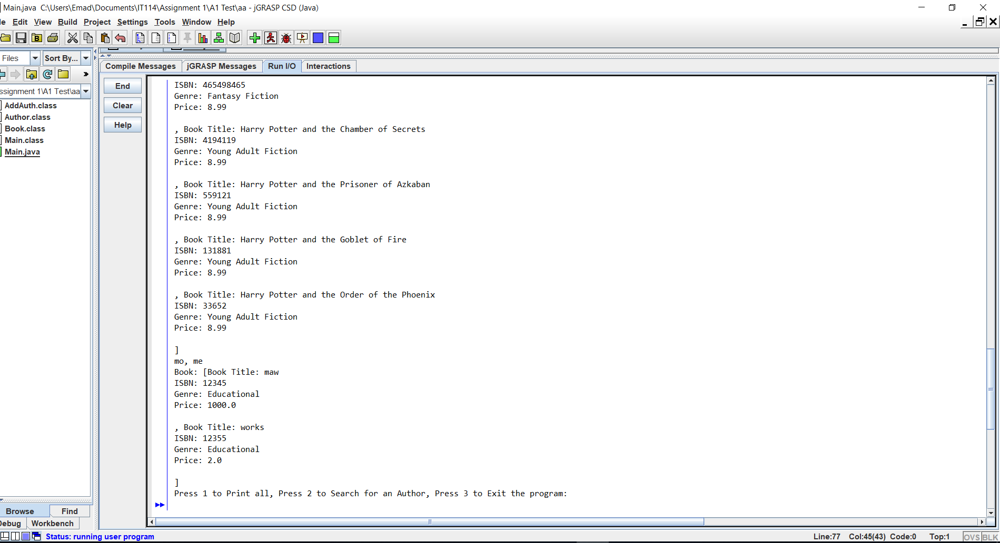 Main.java  C:\Users\Emad\Documents\IT114\Assignment 1\A1 Test\aa - jGRASP CSD (Java)
le Edit View Build Project Settings Tools Window Help
Files Sort By...
ssignment 1\A1 Test\aa
AddAuth.class
Author.class
Book.class
Main.class
Main.java
Browse Find
Debug Workbench
Compile Messages jGRASP Messages Run I/O Interactions
End
Clear
Help
ISBN: 465498465
Genre: Fantasy Fiction
Price: 8.99
, Book Title: Harry Potter and the Chamber of Secrets
ISBN: 4194119
Genre: Young Adult Fiction
Price: 8.99
, Book Title: Harry Potter and the Prisoner of Azkaban
ISBN: 559121
Genre: Young Adult Fiction
Price: 8.99
, Book Title: Harry Potter and the Goblet of Fire
ISBN: 131881
Genre: Young Adult Fiction
Price: 8.99
, Book Title: Harry Potter and the Order of the Phoenix
ISBN: 33652
Genre: Young Adult Fiction
Price: 8.99
]
mo, me
Book: [Book Title: maw
ISBN: 12345
Genre: Educational
Price: 1000.0
, Book Title: works
ISBN: 12355
Genre: Educational
Price: 2.0
]
Press 1 to Print all, Press 2 to Search for an Author, Press 3 to Exit the program:
Status: running user program
Line:77 Col:45(43) Code:0 Top:1 OVS BLK